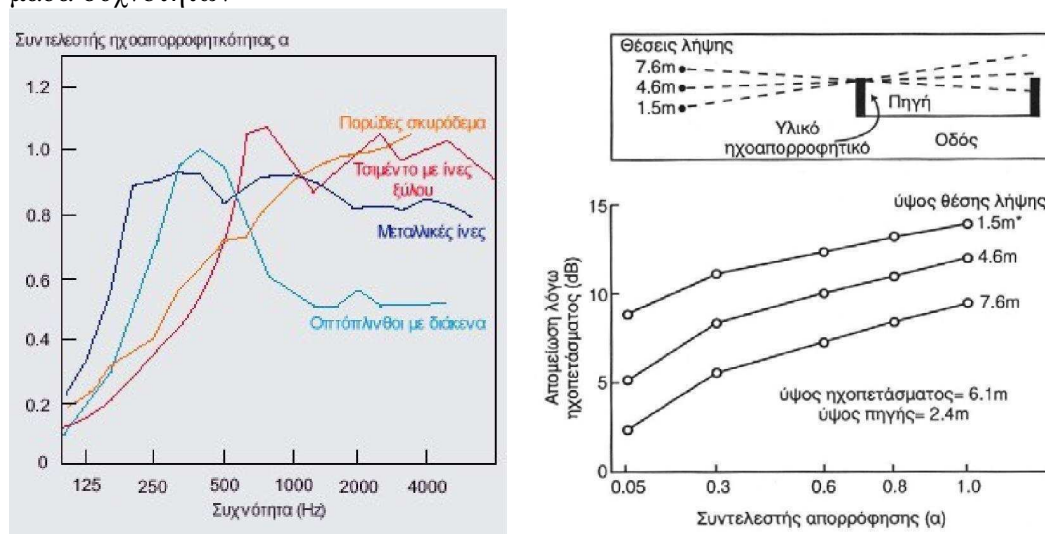 Συντελεστής ηχοαπορροφητκότητας α
1.2
1.0
0.8
0.6
0.4
0.2
0
Πορώδες σκυρόδεμα
Τσιμέντο με ίνες
ξύλου
Μεταλλικές ίνες
Οπτόπλινθοι με διάκενα
125 250 500 1000 2000 4000
Συχνότητα (Hz)
Θέσεις λήψης
7.6m
4.6m
1.5m
Πηγή
Υλικό
ηχοαπορροφητικό
Οδός
Απομείωση λόγω
ηχοπετάσματος (dB)
15
10
5
0
ύψος θέσης λήψης
1.5m*
4.6m
7.6m
ύψος ηχοπετάσματος= 6.1m
ύψος πηγής= 2.4m
0.05 0.3 0.6 0.8 1.0
Συντελεστής απορρόφησης (α)